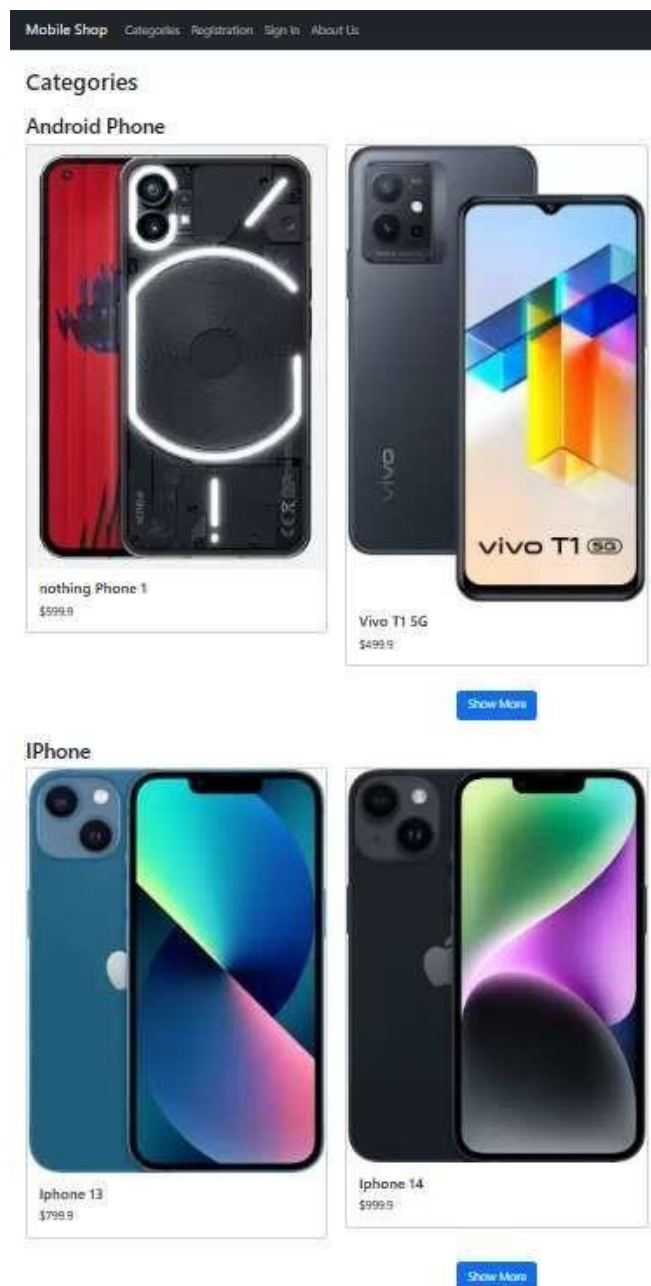 Mobile Shop Categories Registration Sign In About Us
Categories
Android Phone
vivo
vivo T1 5G
nothing Phone 1
$599.9
Vivo T1 5G
$499.9
Show More
IPhone
Iphone 13
$799.9
Iphone 14
$999.9
Show More